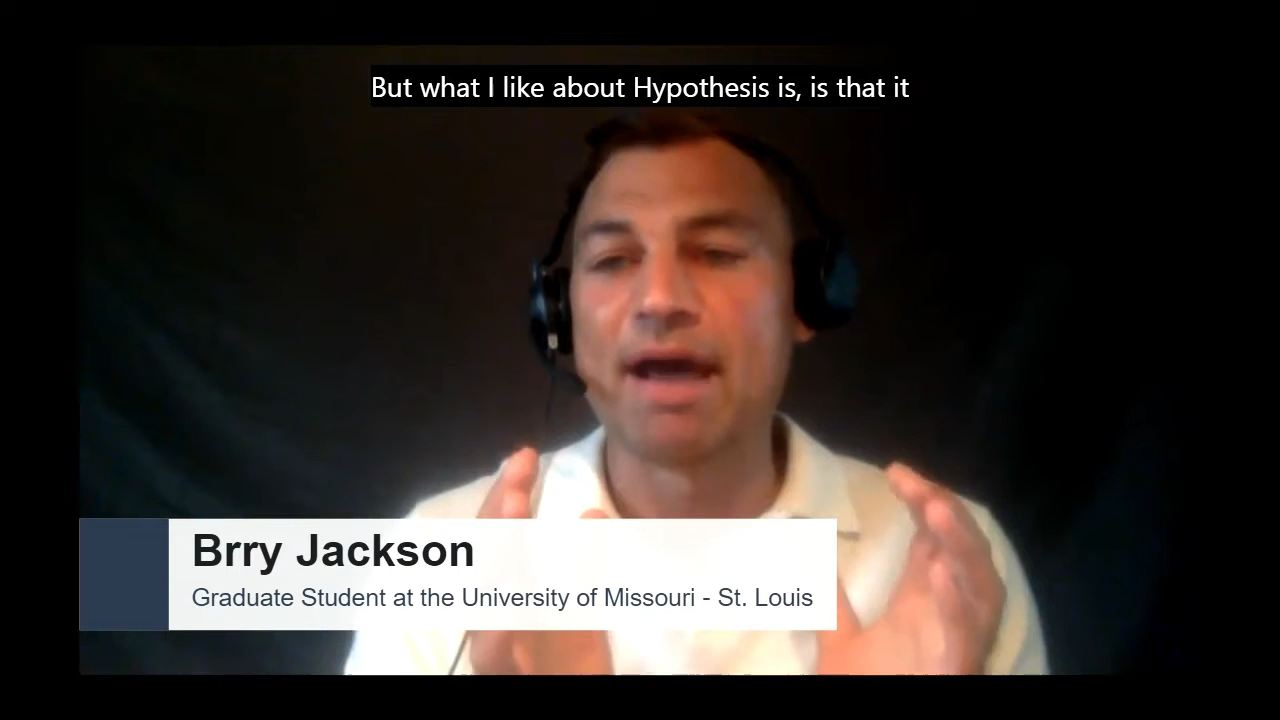 But what I like about Hypothesis is, is that it
Brry Jackson
Graduate Student at the University of Missouri - St. Louis